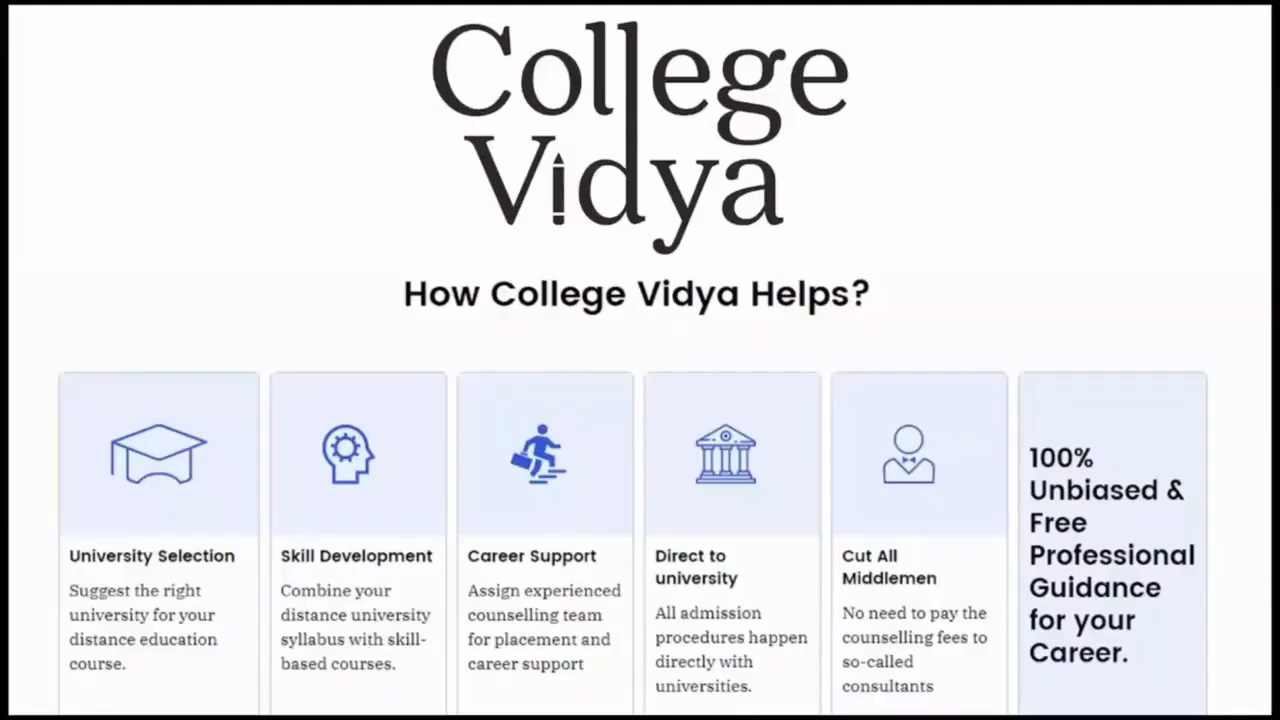 College
Vidya
How College Vidya Helps?
University Selection
Suggest the right
university for your
distance education
course.
Skill Development
Combine your
distance university
syllabus with skill-
based courses.
Career Support
Assign experienced
counselling team
for placement and
career support
Direct to
university
All admission
procedures happen
directly with
universities.
Cut All
Middlemen
No need to pay the
counselling fees to
so-called
consultants
100%
Unbiased &
Free
Professional
Guidance
for your
Career.